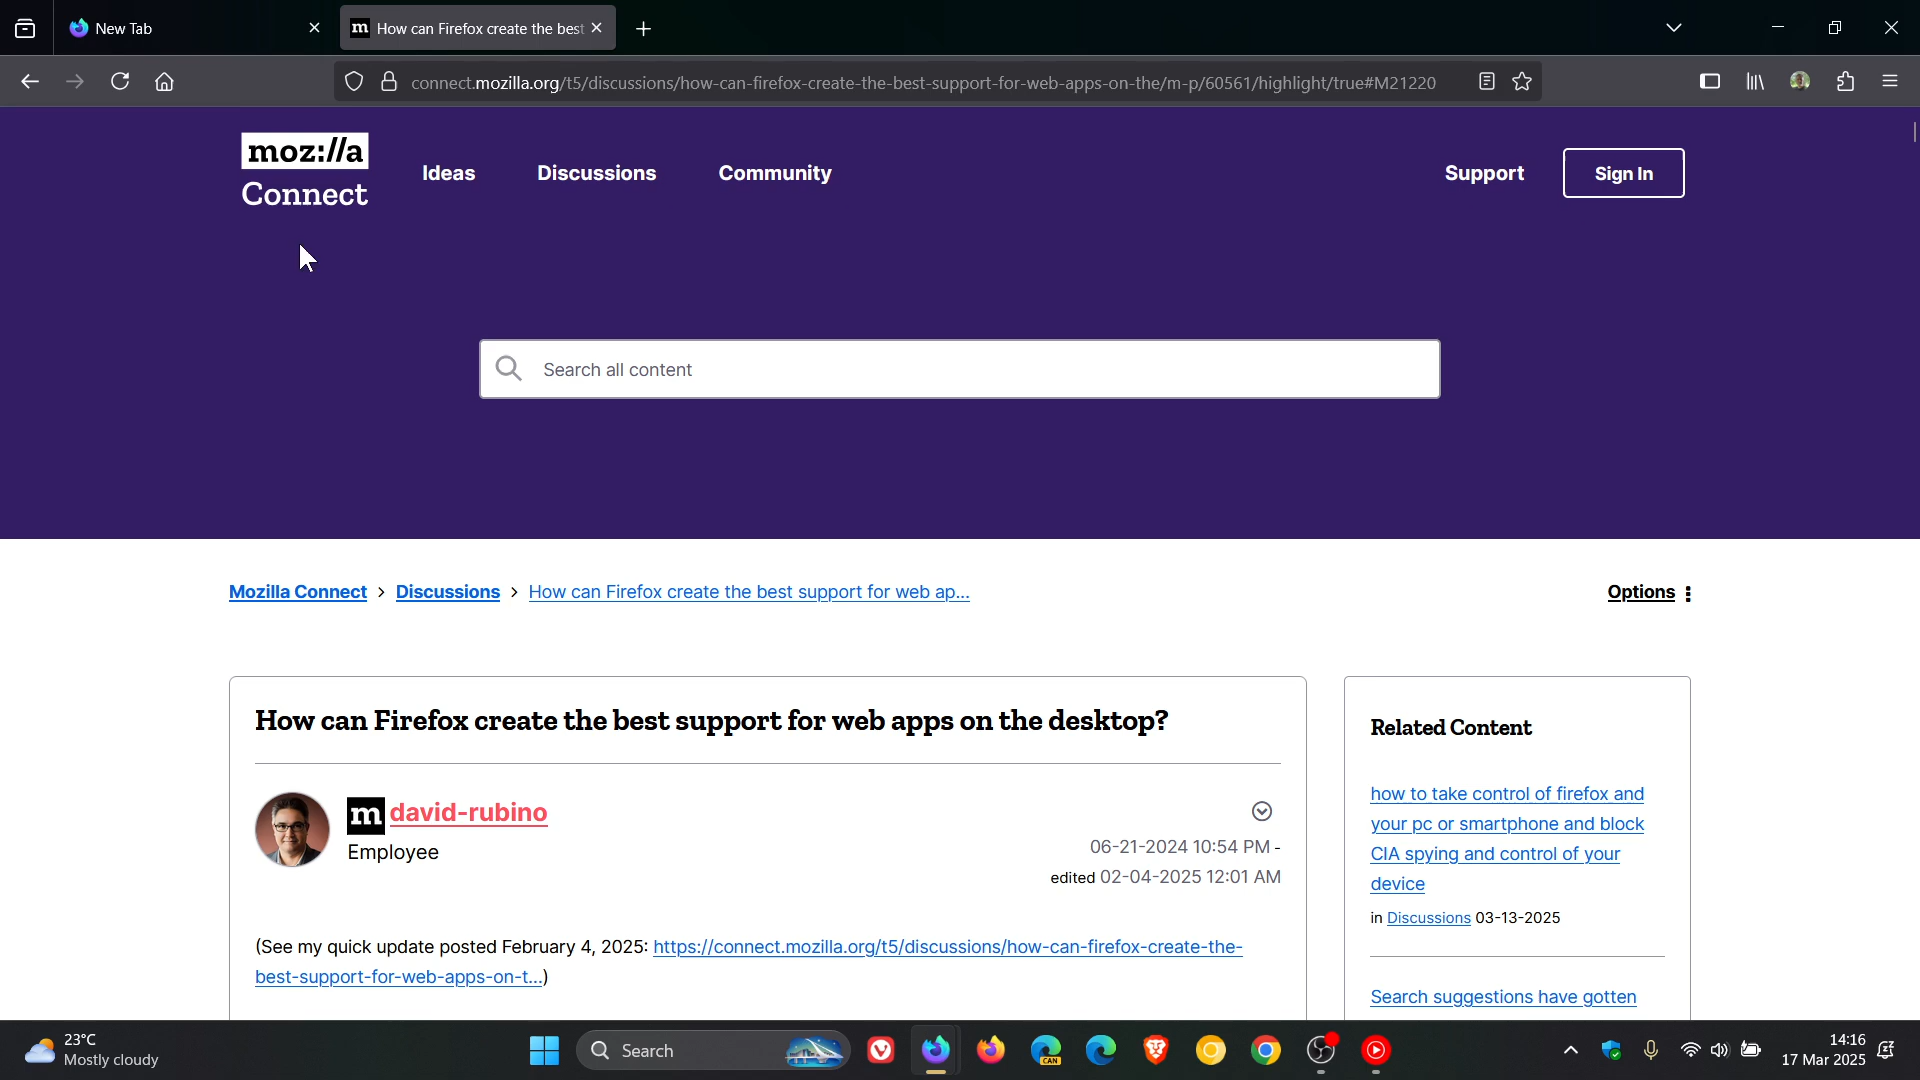 New Tab
How can Firefox create the best
connect.mozilla.org/t5/discussions/how-can-firefox-create-the-best-support-for-web-apps-on-the/m-p/60561/highlight/true#M21220
moz://a
Connect
Ideas
Discussions
Community
Support
Sign In
Search all content
Mozilla Connect > Discussions > How can Firefox create the best support for web ap...
Options
How can Firefox create the best support for web apps on the desktop?
m david-rubino
Employee
06-21-2024 10:54 PM -
edited 02-04-2025 12:01 AM
(See my quick update posted February 4, 2025: https://connect.mozilla.org/t5/discussions/how-can-firefox-create-the-
best-support-for-web-apps-on-t...)
Related Content
how to take control of firefox and
your pc or smartphone and block
CIA spying and control of your
device
in Discussions 03-13-2025
Search suggestions have gotten
23°C
Mostly cloudy
Search
CAN
14:16
17 Mar 2025